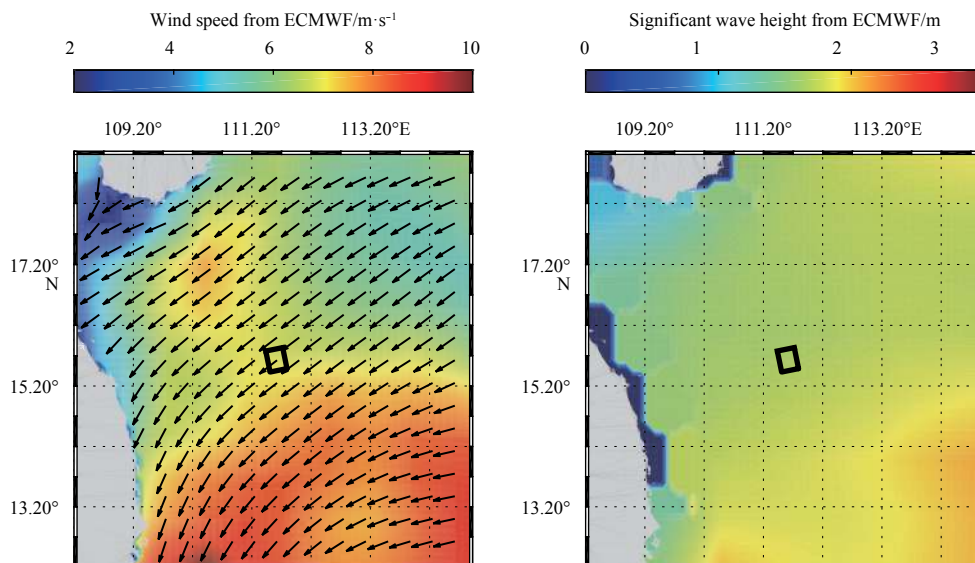 Wind speed from ECMWF/m·s⁻¹
2 4 6 8 10
109.20° 111.20° 113.20°E
17.20°
N
15.20°
13.20°
Significant wave height from ECMWF/m
0 1 2 3
109.20° 111.20° 113.20°E
17.20°
N
15.20°
13.20°